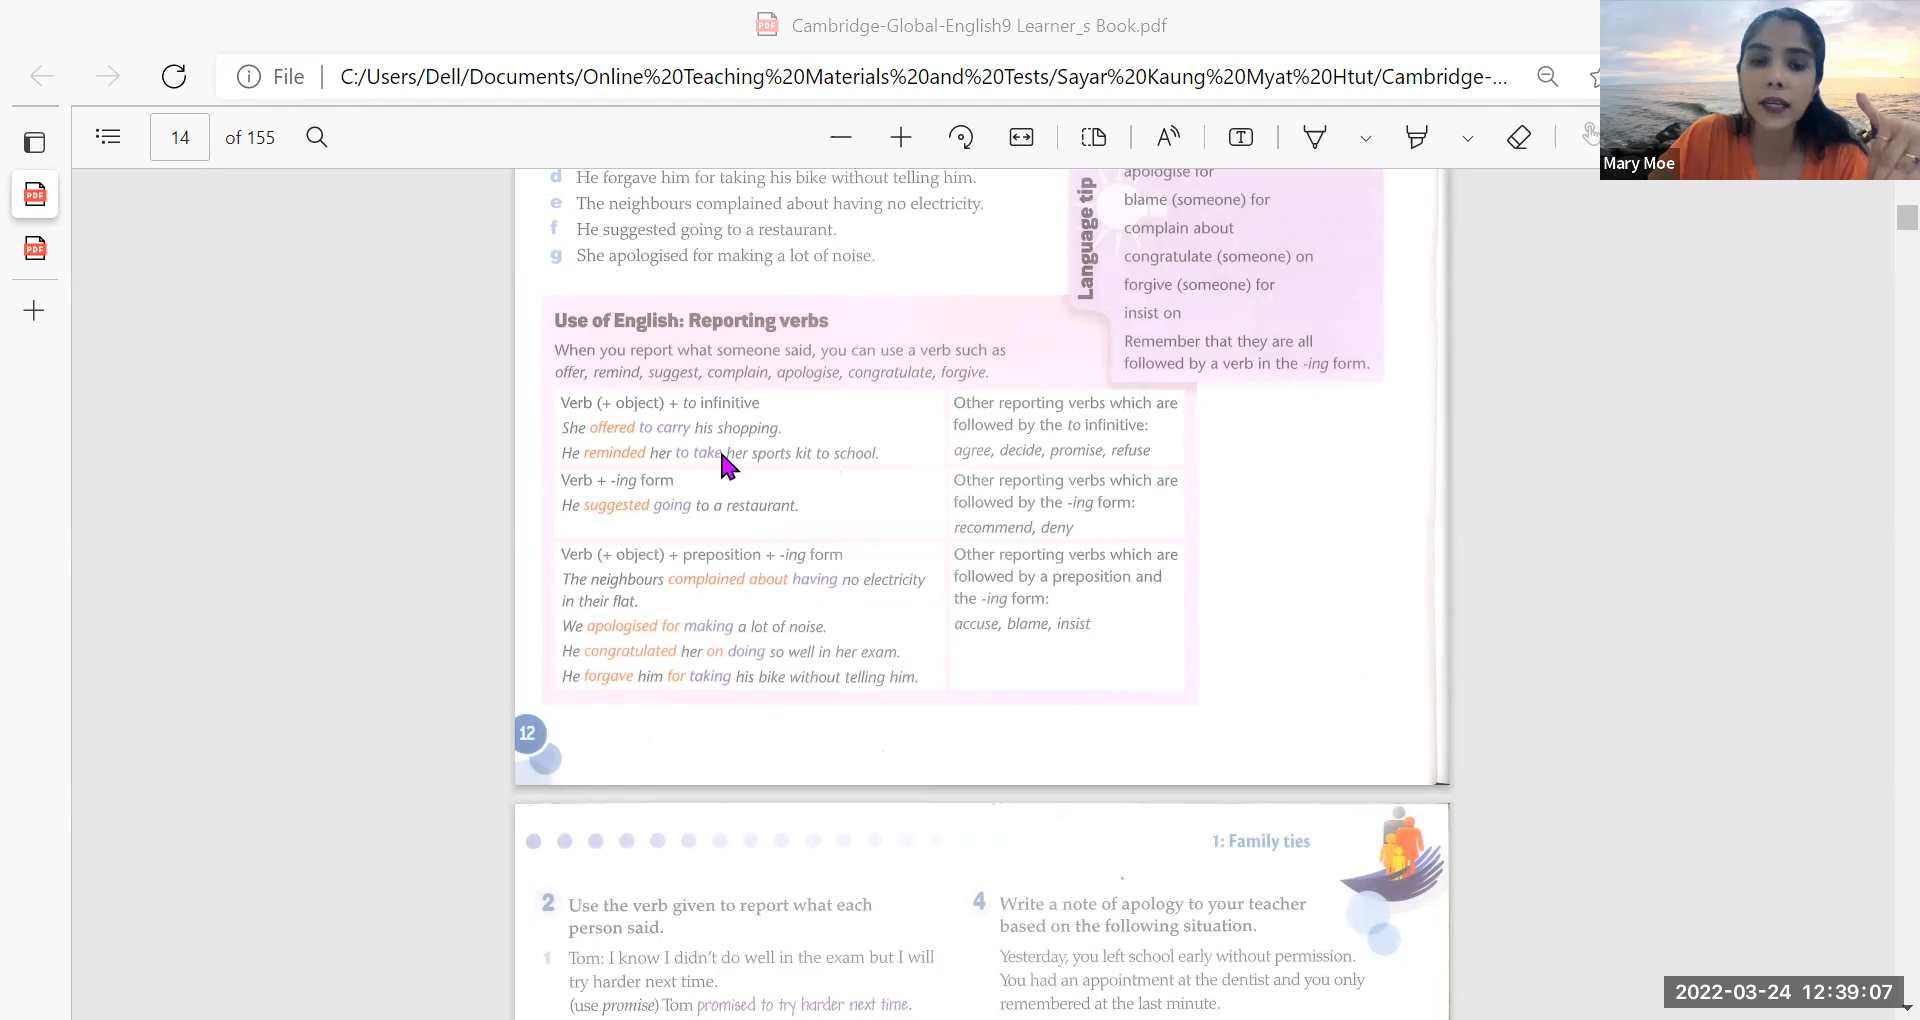 Cambridge-Global-English9 Learner_s Book.pdf
File
C:/Users/Dell/Documents/Online%20Teaching%20Materials%20and%20Tests/Sayar%20Kaung%20Myat%20Htut/Cambridge-...
14 of 155
Mary Moe
d He forgave him for taking his bike without telling him.
e The neighbours complained about having no electricity.
f He suggested going to a restaurant.
g She apologised for making a lot of noise.
Language tip
apologise for
blame (someone) for
complain about
congratulate (someone) on
forgive (someone) for
insist on
Remember that they are all
followed by a verb in the -ing form.
Use of English: Reporting verbs
When you report what someone said, you can use a verb such as
offer, remind, suggest, complain, apologise, congratulate, forgive.
Verb (+ object) + to infinitive
She offered to carry his shopping.
He reminded her to take her sports kit to school.
Other reporting verbs which are
followed by the to infinitive:
agree, decide, promise, refuse
Verb + -ing form
He suggested going to a restaurant.
Other reporting verbs which are
followed by the -ing form:
recommend, deny
Verb (+ object) + preposition + -ing form
The neighbours complained about having no electricity
in their flat.
We apologised for making a lot of noise.
He congratulated her on doing so well in her exam.
He forgave him for taking his bike without telling him.
Other reporting verbs which are
followed by a preposition and
the -ing form:
accuse, blame, insist
12
1: Family ties
2 Use the verb given to report what each
person said.
1 Tom: I know I didn't do well in the exam but I will
try harder next time.
(use promise) Tom promised to try harder next time.
4 Write a note of apology to your teacher
based on the following situation.
Yesterday, you left school early without permission.
You had an appointment at the dentist and you only
remembered at the last minute.
2022-03-24 12:39:07